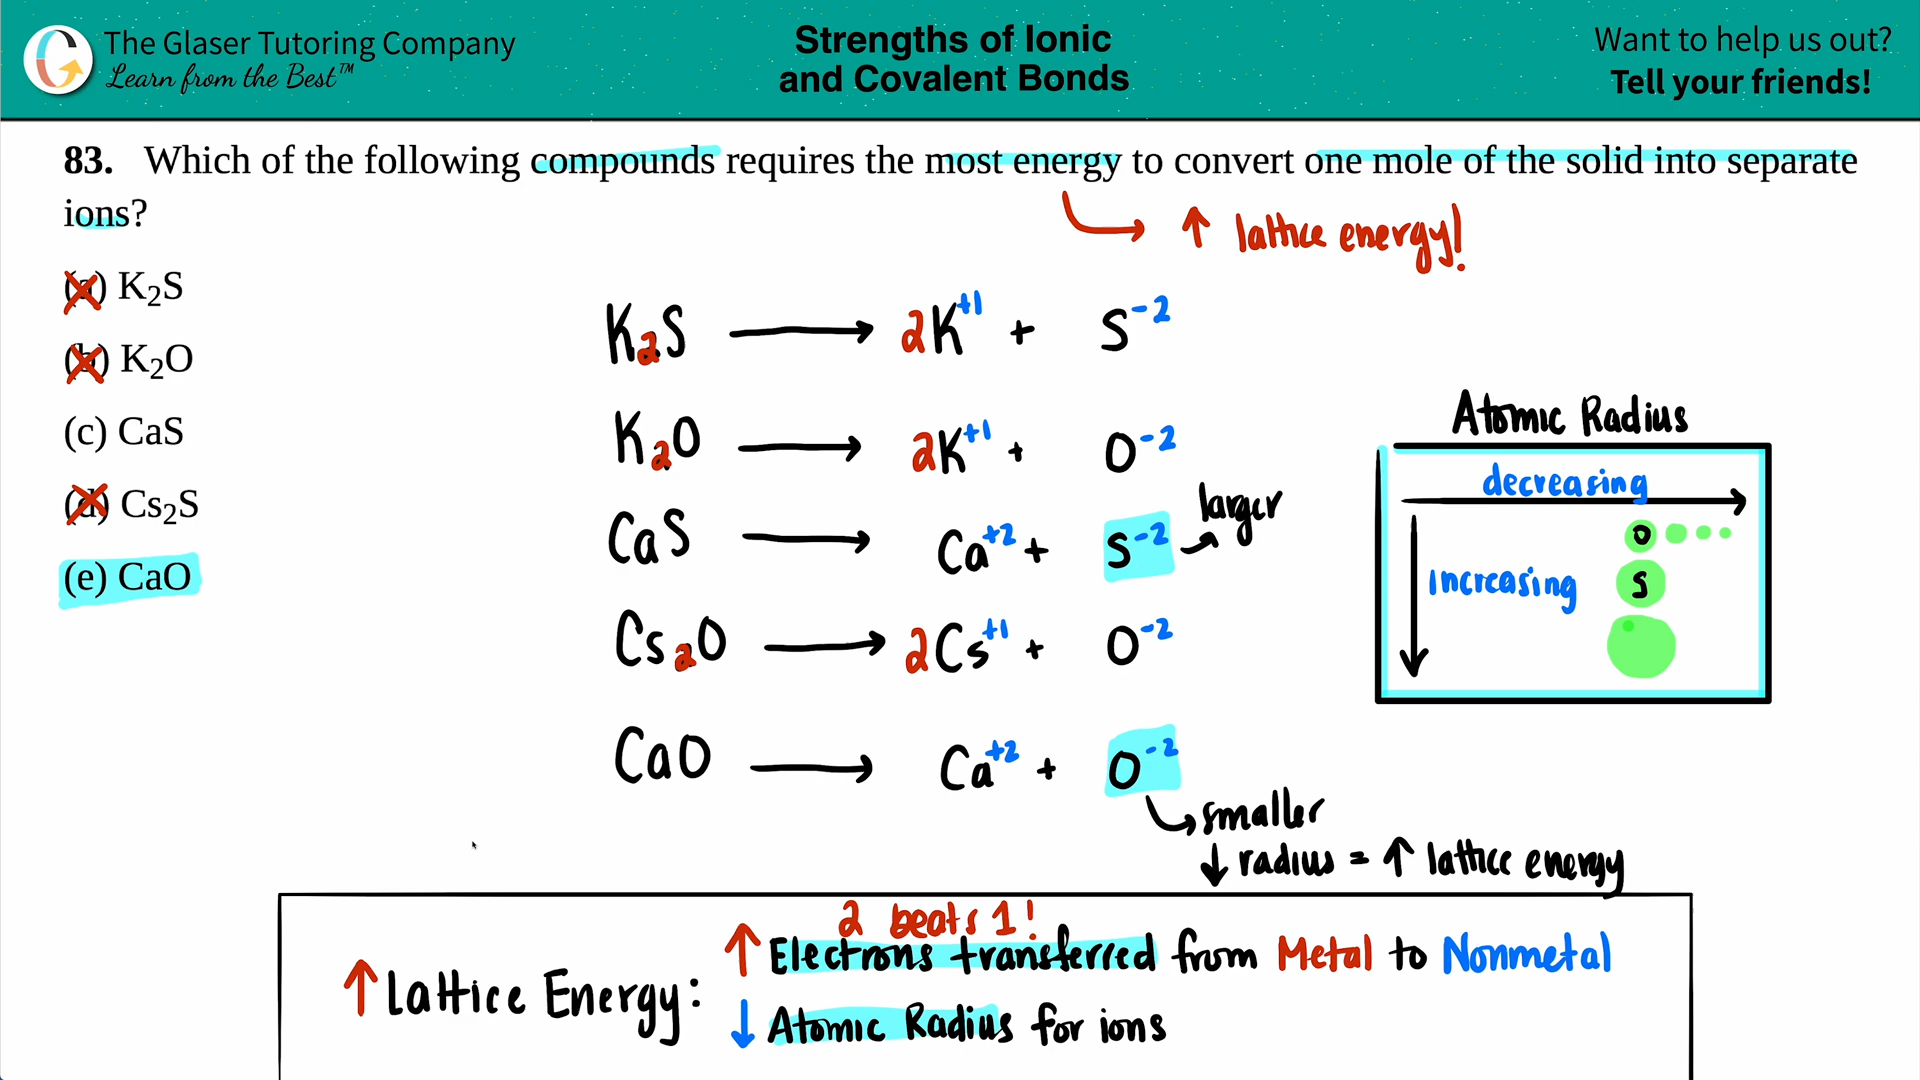 The Glaser Tutoring Company
Learn from the Best™
Strengths of Ionic
and Covalent Bonds
Want to help us out?
Tell your friends!
83. Which of the following compounds requires the most energy to convert one mole of the solid into separate
ions?
↑ lattice energy!
(a) K₂S
(b) K₂O
(c) CaS
(d) Cs₂S
(e) CaO
K₂S → 2K⁺¹ + S⁻²
K₂O → 2K⁺¹ + O⁻²
CaS → Ca⁺² + S⁻² → larger
Cs₂O → 2Cs⁺¹ + O⁻²
CaO → Ca⁺² + O⁻²
smaller
↓ radius = ↑ lattice energy
Atomic Radius
decreasing
O
Increasing
S
2 beats 1!
↑ Lattice Energy:
↑ Electrons transferred from Metal to Nonmetal
↓ Atomic Radius for ions